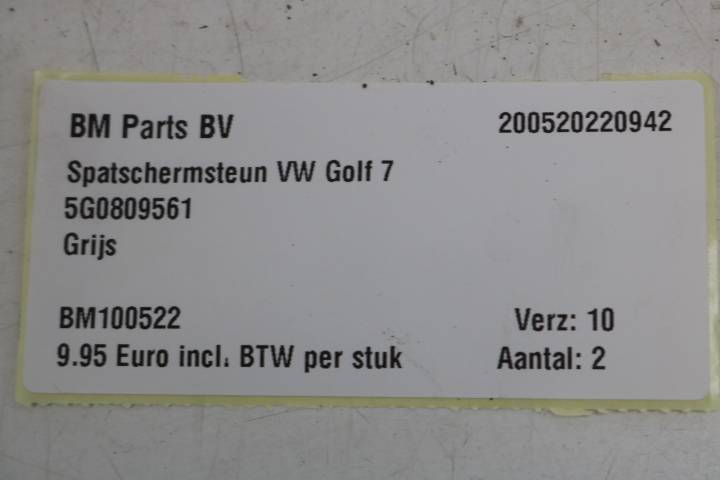 BM Parts BV 200520220942
Spatschermsteun VW Golf 7
5G0809561
Grijs
BM100522 Verz: 10
9.95 Euro incl. BTW per stuk Aantal: 2